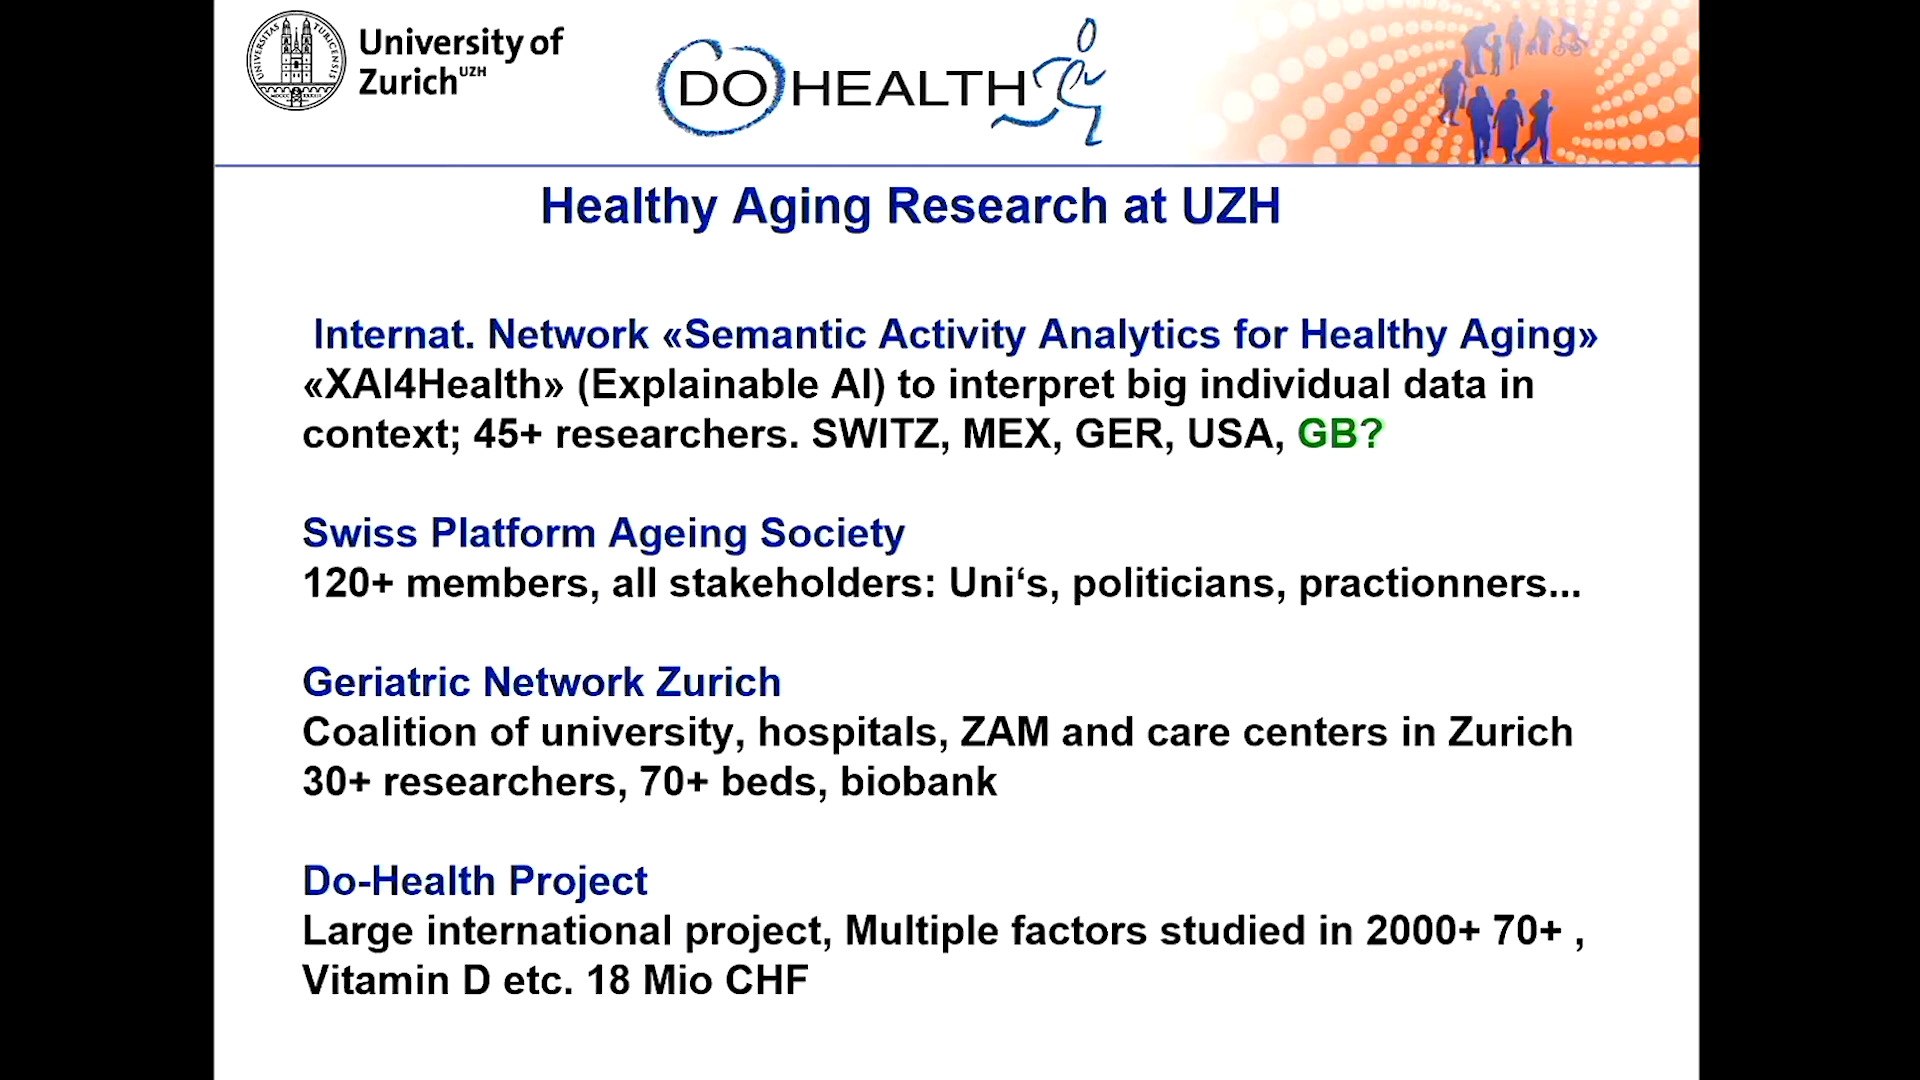 UNIVERSITAS TURICENSIS
MDCCC XXXIII
University of
Zurich UZH
DO HEALTH
Healthy Aging Research at UZH
Internat. Network «Semantic Activity Analytics for Healthy Aging»
«XAI4Health» (Explainable AI) to interpret big individual data in
context; 45+ researchers. SWITZ, MEX, GER, USA, GB?
Swiss Platform Ageing Society
120+ members, all stakeholders: Uni‘s, politicians, practionners...
Geriatric Network Zurich
Coalition of university, hospitals, ZAM and care centers in Zurich
30+ researchers, 70+ beds, biobank
Do-Health Project
Large international project, Multiple factors studied in 2000+ 70+ ,
Vitamin D etc. 18 Mio CHF